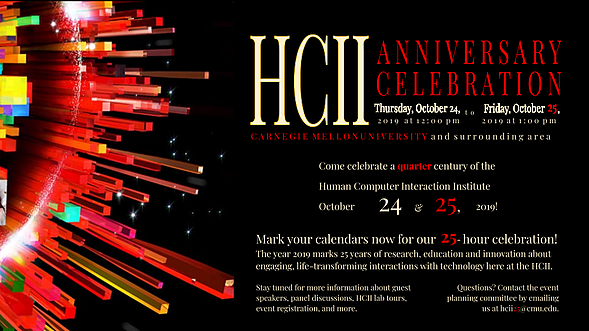 HCII ANNIVERSARY CELEBRATION
Thursday, October 24, to Friday, October 25,
2019 at 12:00 pm 2019 at 1:00 pm
CARNEGIE MELLON UNIVERSITY and surrounding area
Come celebrate a quarter century of the
Human Computer Interaction Institute
October 24 & 25, 2019!
Mark your calendars now for our 25-hour celebration!
The year 2019 marks 25 years of research, education and innovation about
engaging, life-transforming interactions with technology here at the HCII.
Stay tuned for more information about guest
speakers, panel discussions, HCII lab tours,
event registration, and more.
Questions? Contact the event
planning committee by emailing
us at hcii25@cmu.edu.